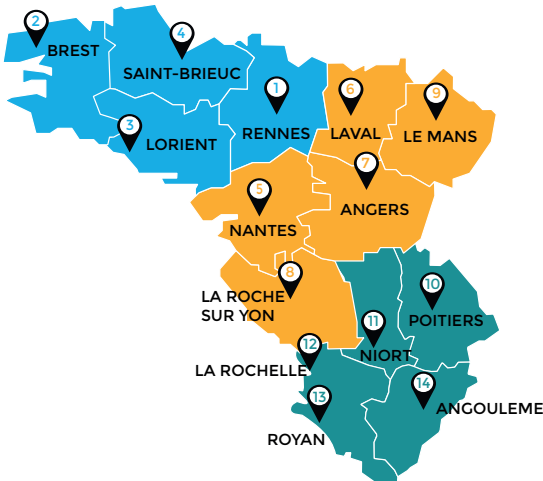 2
BREST
4
SAINT-BRIEUC
1
RENNES
3
LORIENT
6
LAVAL
9
LE MANS
7
ANGERS
5
NANTES
8
LA ROCHE
SUR YON
10
POITIERS
11
NIORT
12
LA ROCHELLE
13
ROYAN
14
ANGOULEME